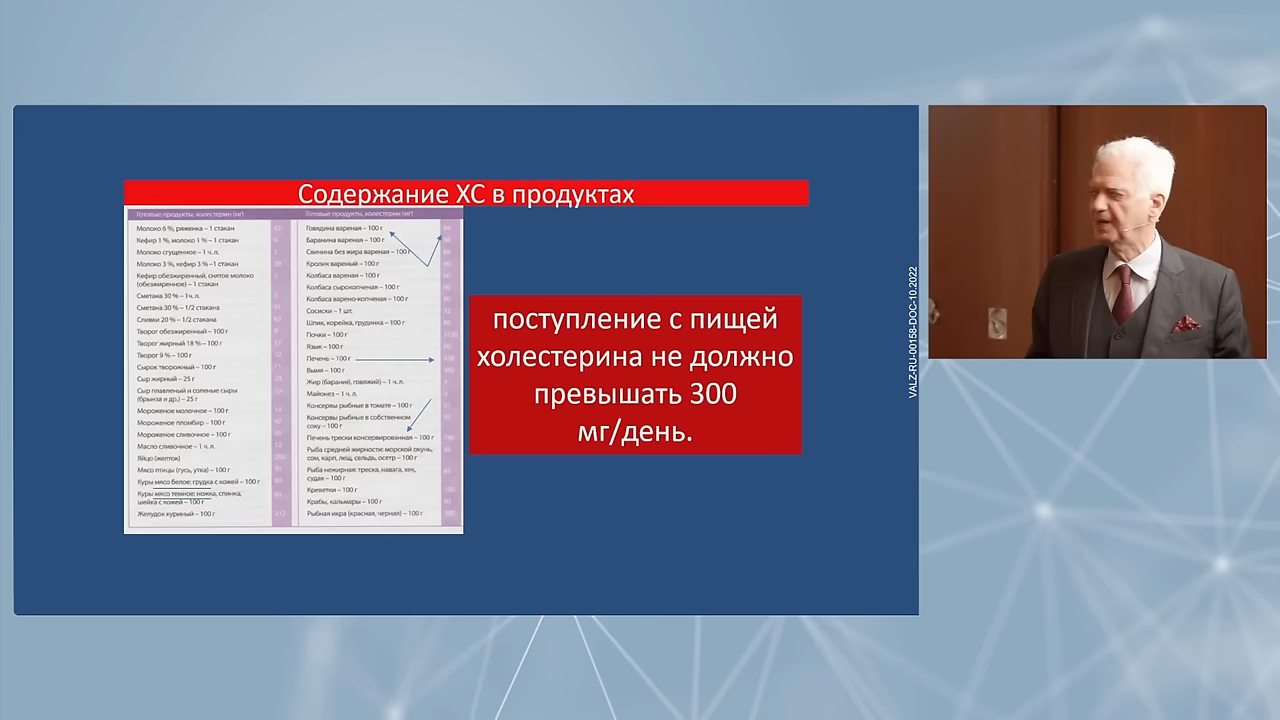 Содержание ХС в продуктах
Готовые продукты, холестерин (мг)
Молоко 6 %, ряженка – 1 стакан
Кефир 1 %, молоко 1 % – 1 стакан
Молоко сгущенное – 1 ч. л.
Молоко 3 %, кефир 3 % –1 стакан
Кефир обезжиренный, снятое молоко
(обезжиренное) – 1 стакан
Сметана 30 % – 1ч. л.
Сметана 30 % – 1/2 стакана
Сливки 20 % – 1/2 стакана
Творог обезжиренный – 100 г
Творог жирный 18 % – 100 г
Творог 9 % – 100 г
Сырок творожный – 100 г
Сыр жирный – 25 г
Сыр плавленый и соленые сыры
(брынза и др.) – 25 г
Мороженое молочное – 100 г
Мороженое пломбир – 100 г
Мороженое сливочное – 100 г
Масло сливочное – 1 ч. л.
Яйцо (желток)
Мясо птицы (гусь, утка) – 100 г
Куры мясо белое: грудка с кожей – 100 г
Куры мясо темное: ножка, спинка,
шейка с кожей – 100 г
Желудок куриный – 100 г
Готовые продукты, холестерин (мг)
Говядина вареная – 100 г
Баранина вареная – 100 г
Свинина без жира вареная – 100 г
Кролик вареный – 100 г
Колбаса вареная – 100 г
Колбаса сырокопченая – 100 г
Колбаса варено-копченая – 100 г
Сосиски – 1 шт.
Шпик, корейка, грудинка – 100 г
Почки – 100 г
Язык – 100 г
Печень – 100 г
Вымя – 100 г
Жир (бараний, говяжий) – 1 ч. л.
Майонез – 1 ч. л.
Консервы рыбные в томате – 100 г
Консервы рыбные в собственном
соку – 100 г
Печень трески консервированная – 100 г
Рыба средней жирности: морской окунь,
сом, карп, лещ, сельдь, осетр – 100 г
Рыба нежирная: треска, навага, хек,
судак – 100 г
Креветки – 100 г
Крабы, кальмары – 100 г
Рыбная икра (красная, черная) – 100 г
поступление с пищей
холестерина не должно
превышать 300
мг/день.
VALZ-RU-00158-DOC-10.2022